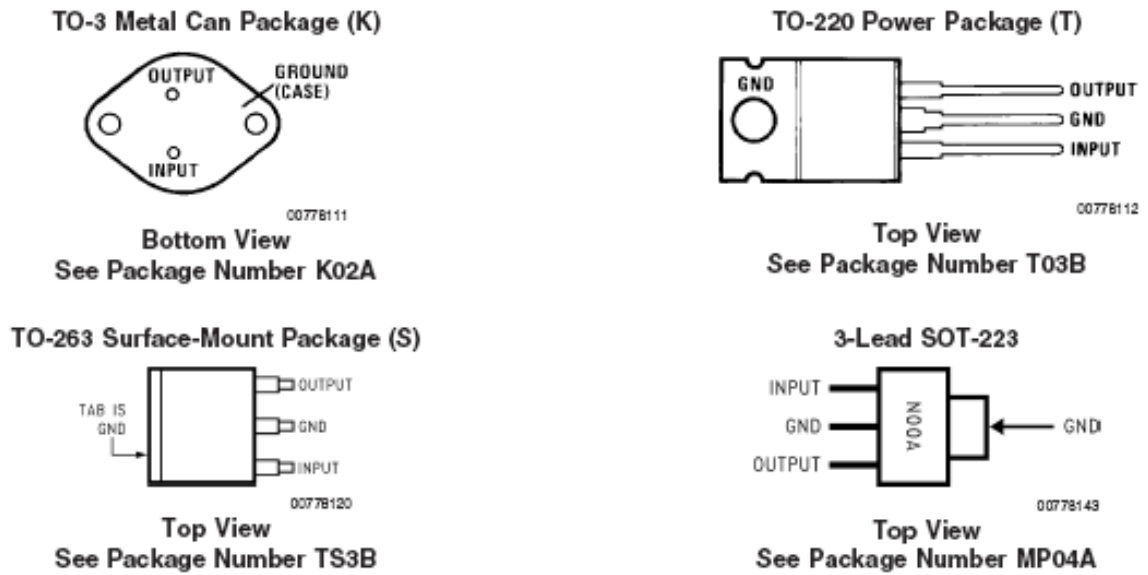 TO-3 Metal Can Package (K)
OUTPUT
GROUND
(CASE)
INPUT
00778111
Bottom View
See Package Number K02A
TO-220 Power Package (T)
GND
OUTPUT
GND
INPUT
00778112
Top View
See Package Number T03B
TO-263 Surface-Mount Package (S)
TAB IS
GND
OUTPUT
GND
INPUT
00778120
Top View
See Package Number TS3B
3-Lead SOT-223
INPUT
GND
OUTPUT
N00A
GND
00778143
Top View
See Package Number MP04A